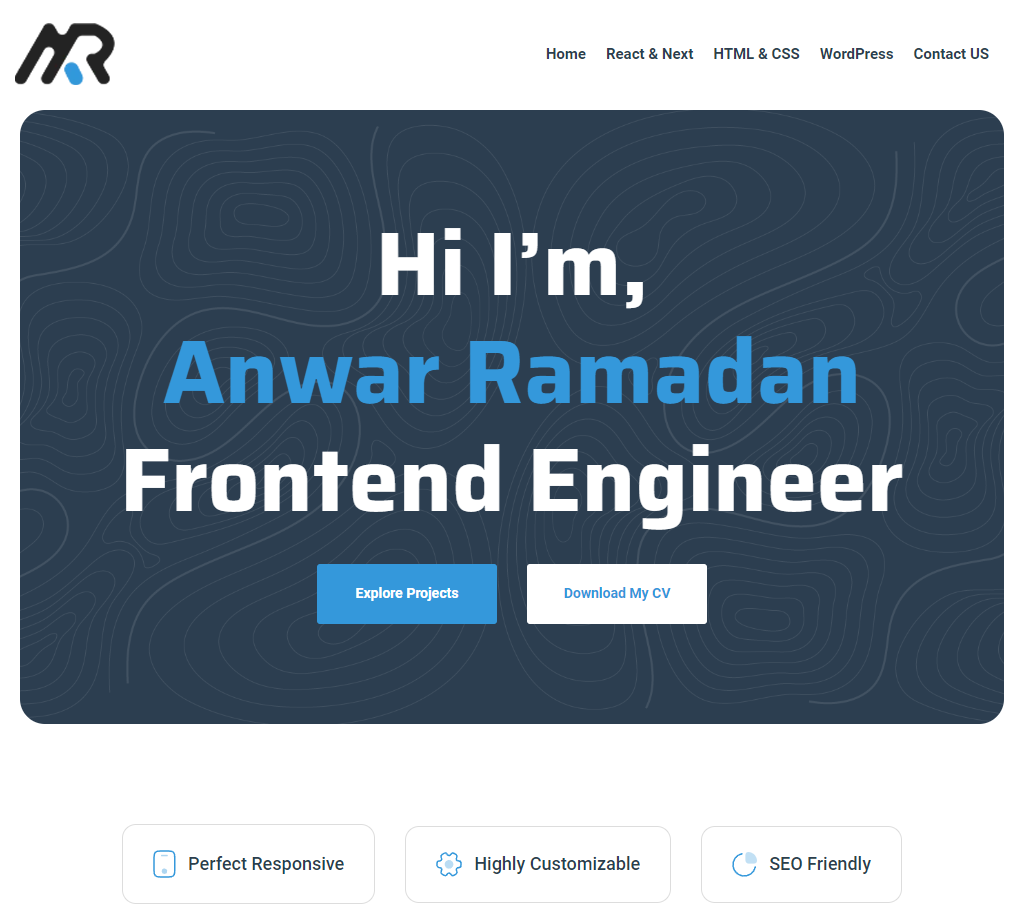 Home React & Next HTML & CSS WordPress Contact US
Hi I’m,
Anwar Ramadan
Frontend Engineer
Explore Projects Download My CV
Perfect Responsive Highly Customizable SEO Friendly